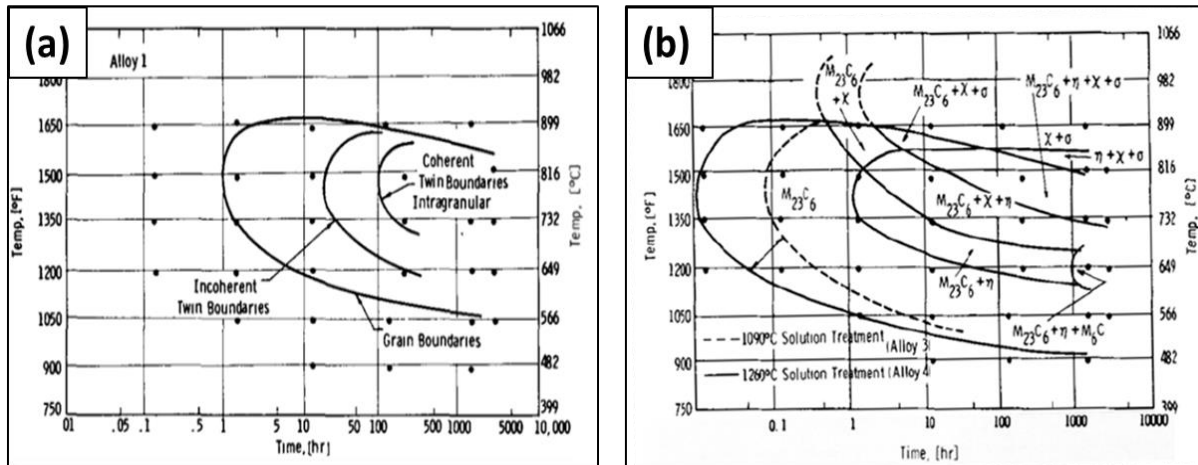 (a)
Alloy 1
1800
1650
1500
1350
1200
1050
900
750
Temp, [°F]
1066
982
899
816
732
649
566
482
399
Temp, [°C]
Coherent
Twin Boundaries
Intragranular
Incoherent
Twin Boundaries
Grain Boundaries
01 .05 .1 .5 1 5 10 50 100 500 1000 5000 10,000
Time, [hr]
(b)
1800
1650
1500
1350
1200
1050
900
750
Temp, [°F]
1066
982
899
816
732
649
566
482
399
Temp, [°C]
M23C6
+ χ
M23C6 + χ + σ
M23C6 + η + χ + σ
χ + σ
η + χ + σ
M23C6
M23C6 + χ + η
M23C6 + η
M23C6 + η + M6C
1090°C Solution Treatment (Alloy 3)
1260°C Solution Treatment (Alloy 4)
0.1 1 10 100 1000 10000
Time, [hr]